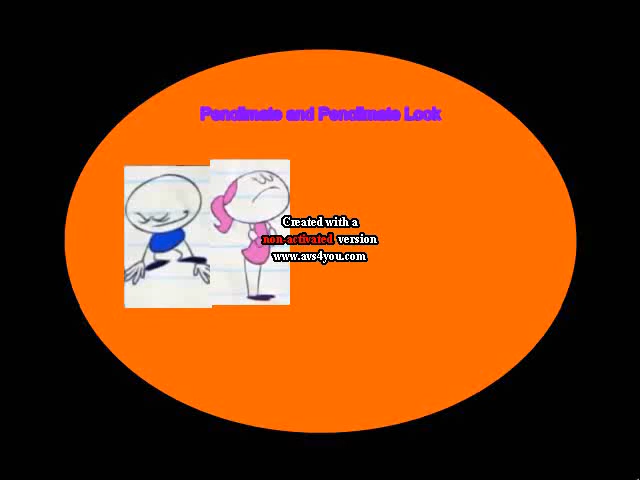 Pencilmate and Pencilmate Look
Created with a
non-activated version
www.avs4you.com